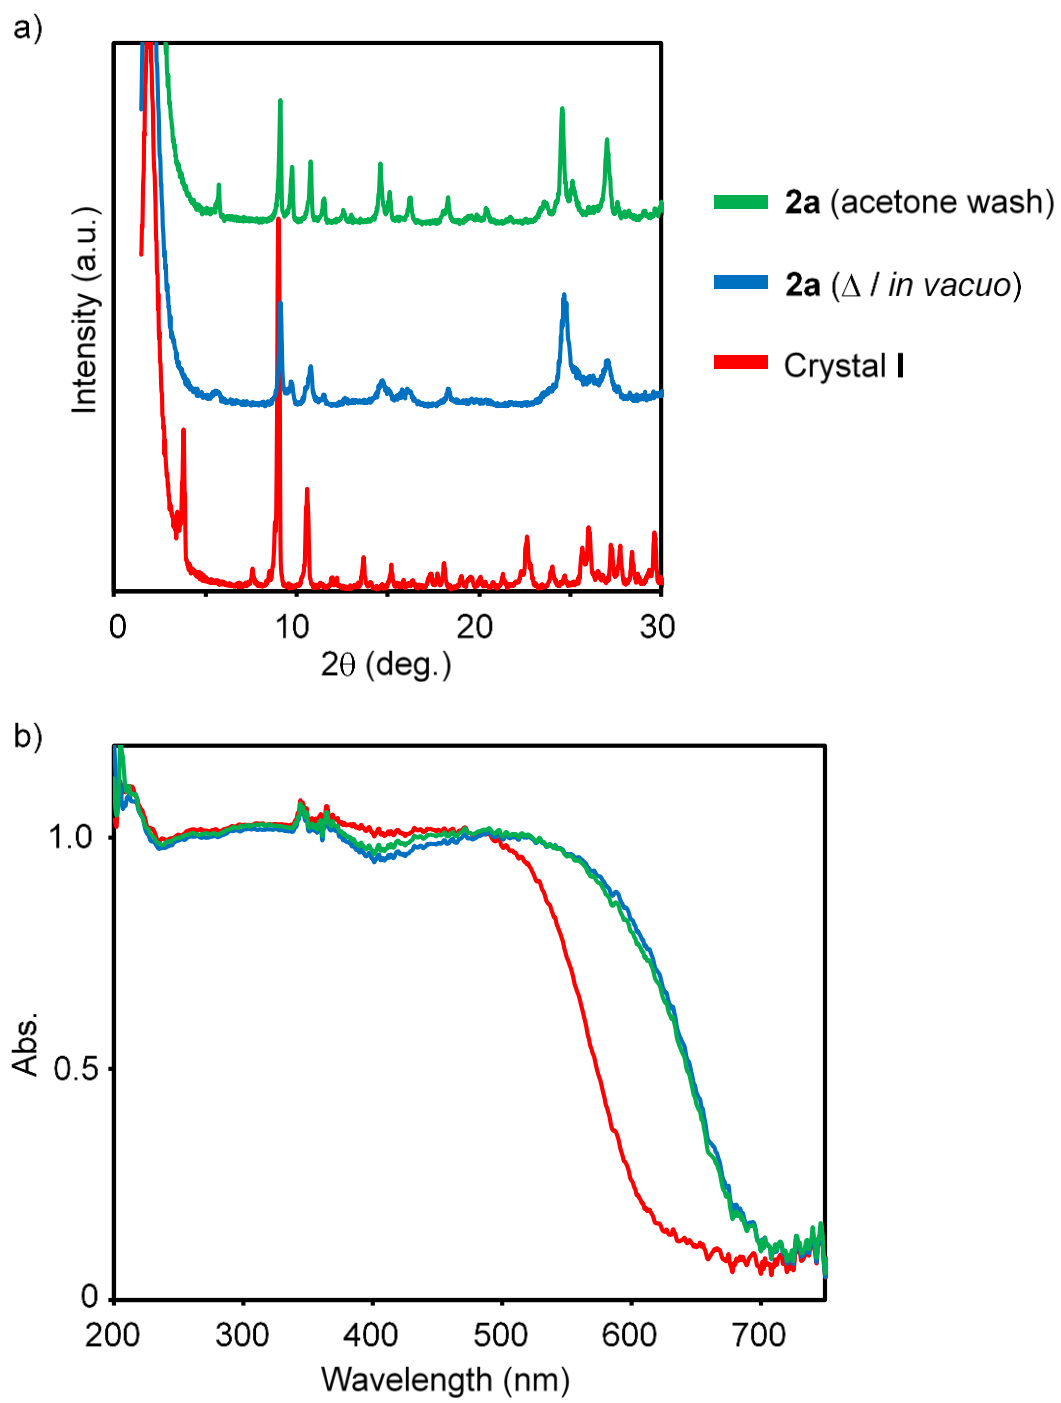 a)
Intensity (a.u.)
2a (acetone wash)
2a (Δ / in vacuo)
Crystal I
0 10 20 30
2θ (deg.)
b)
1.0
0.5
0
Abs.
200 300 400 500 600 700
Wavelength (nm)